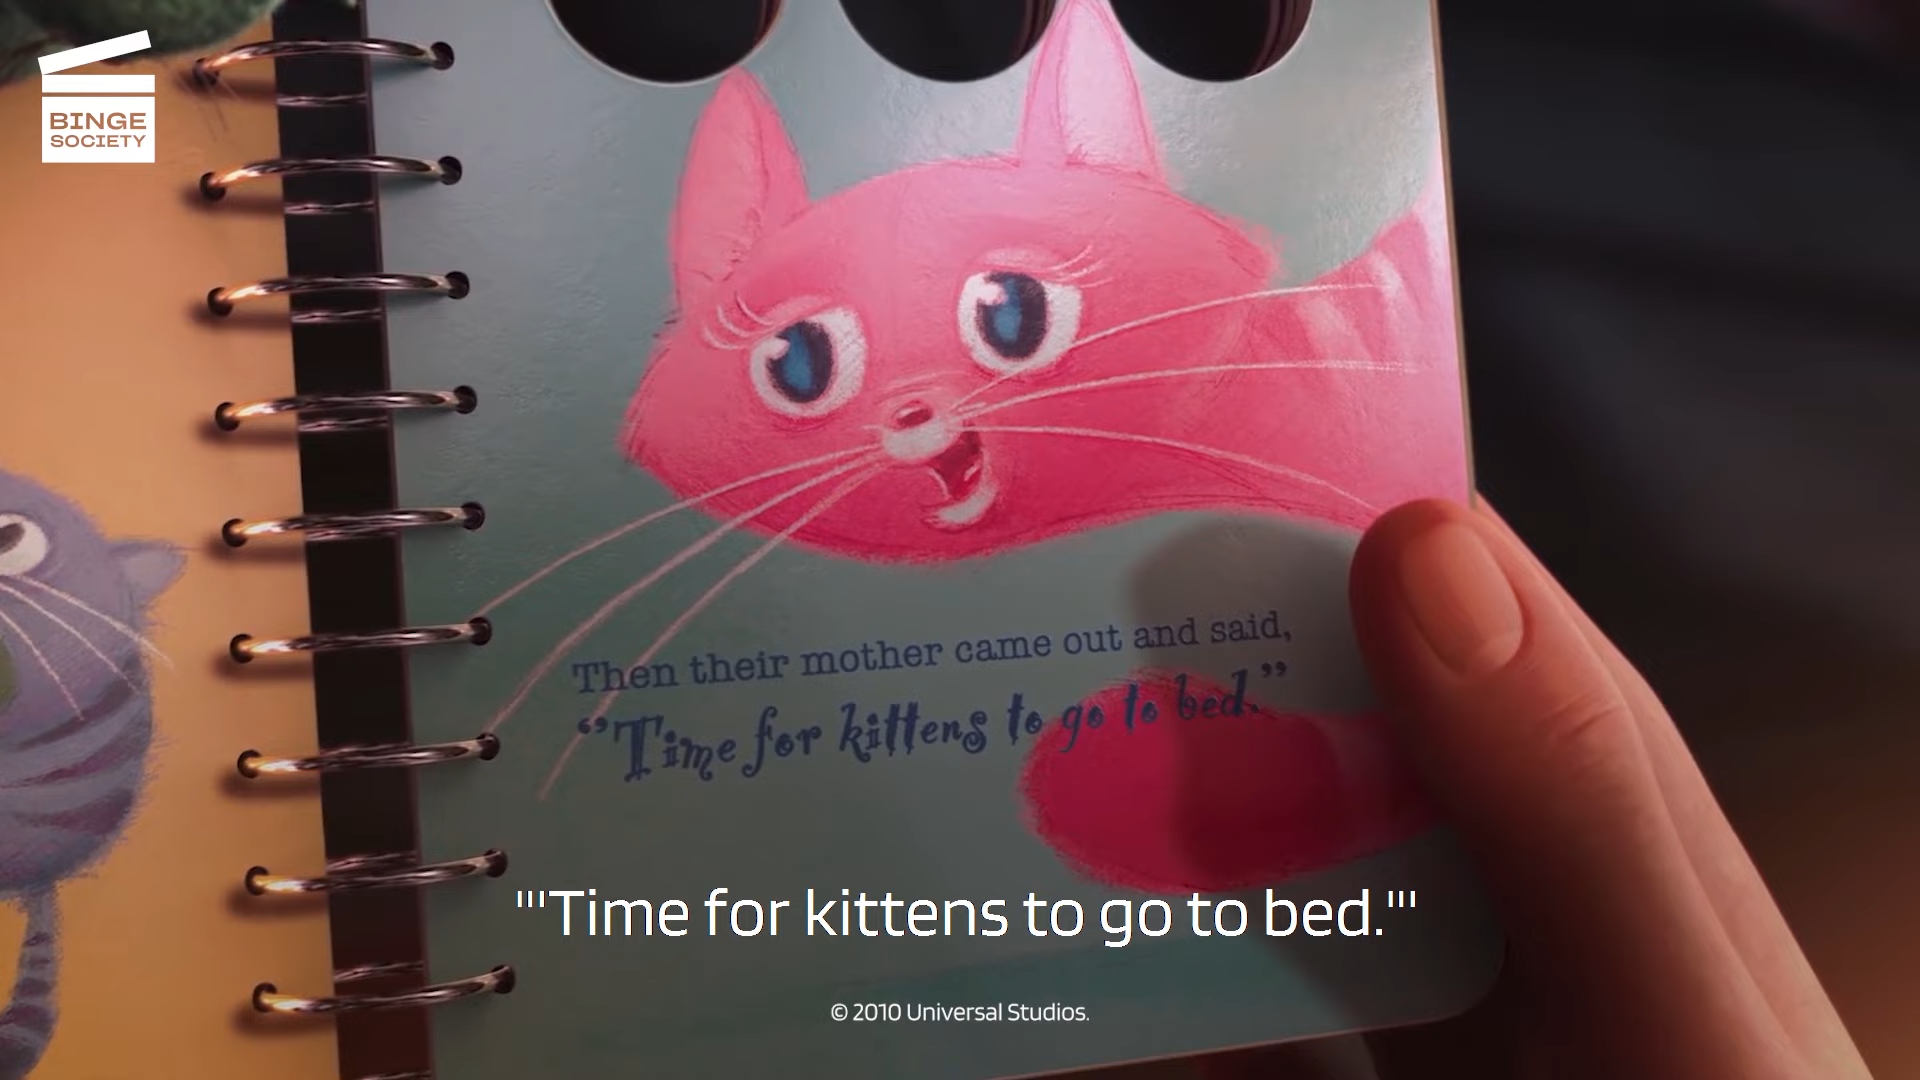 BINGE
SOCIETY
Then their mother came out and said,
“Time for kittens to go to bed.”
"'Time for kittens to go to bed.'"
© 2010 Universal Studios.